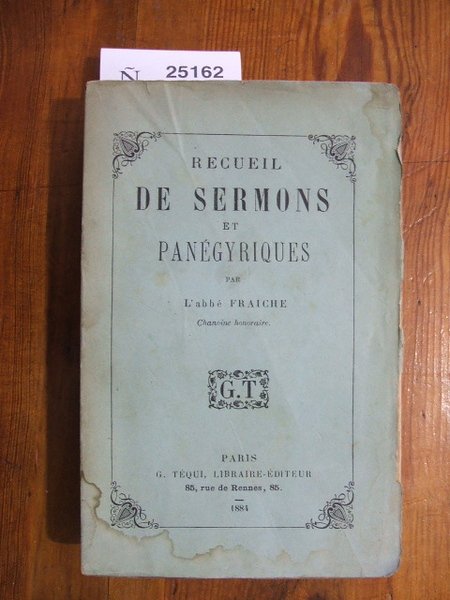 Ñ 25162
RECUEIL
DE SERMONS
ET
PANÉGYRIQUES
PAR
L'abbé FRAICHE
Chanoine honoraire.
G.T
PARIS
G. TÉQUI, LIBRAIRE-ÉDITEUR
85, rue de Rennes, 85.
1884